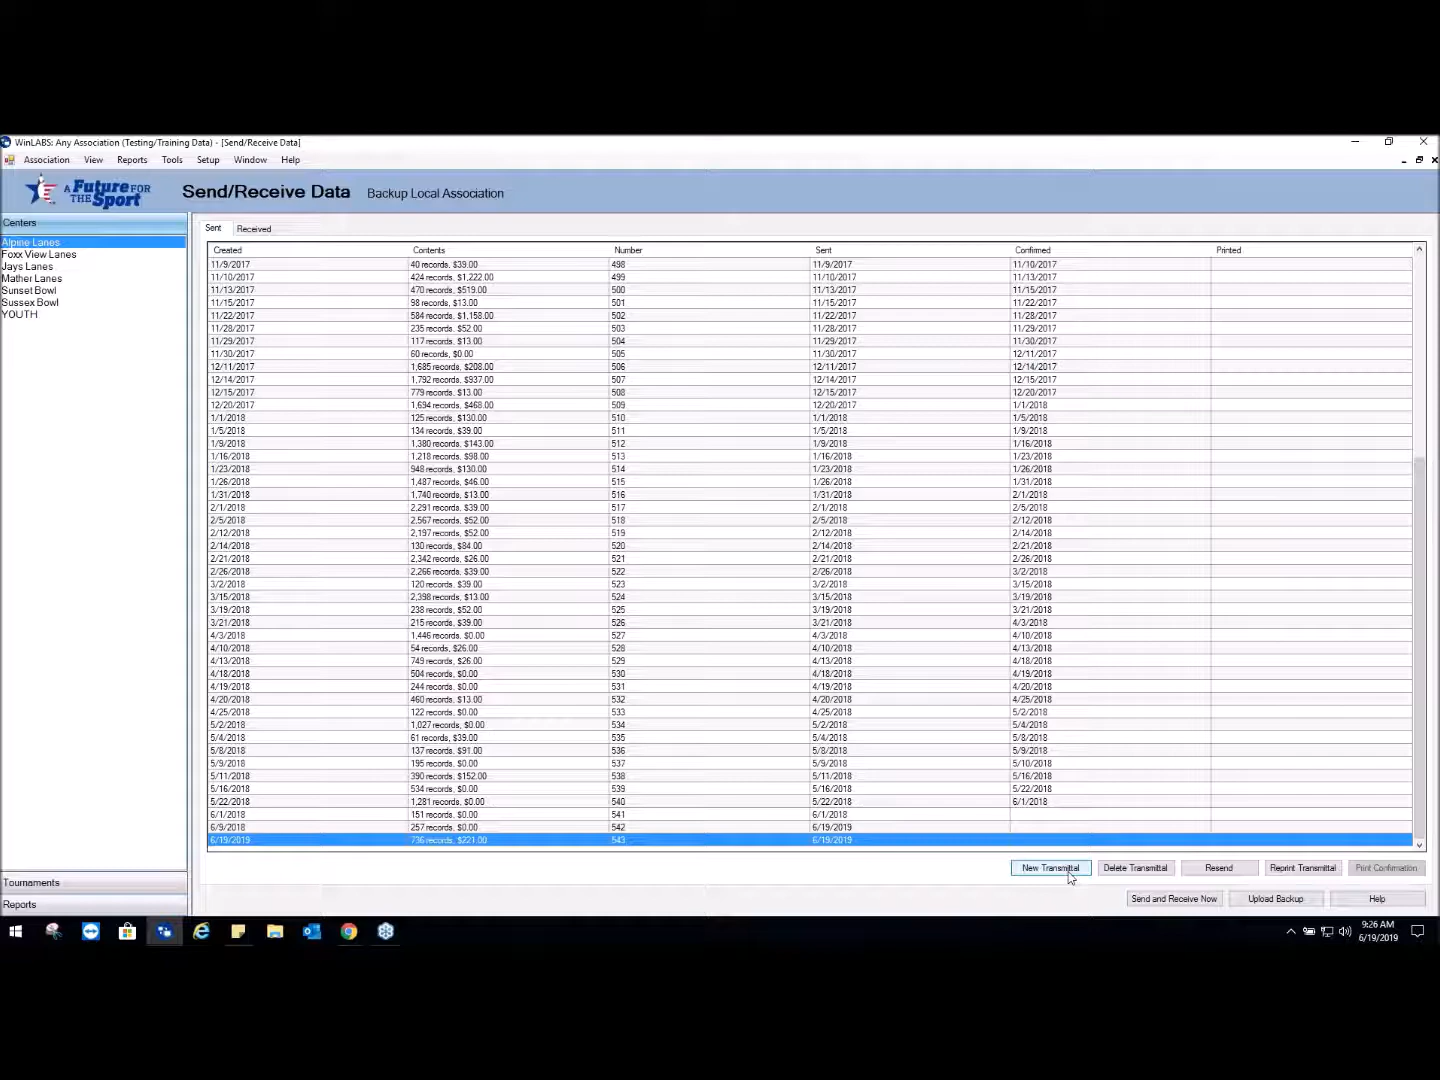 WinLABS: Any Association (Testing/Training Data) - [Send/Receive Data]
Association View Reports Tools Setup Window Help
A Future FOR THE Sport
Send/Receive Data Backup Local Association
Centers
Alpine Lanes
Foxx View Lanes
Jays Lanes
Mather Lanes
Sunset Bowl
Sussex Bowl
YOUTH
Tournaments
Reports
Sent Received
Created Contents Number Sent Confirmed Printed
11/9/2017 40 records, $39.00 498 11/9/2017 11/10/2017
11/10/2017 424 records, $1,222.00 499 11/10/2017 11/13/2017
11/13/2017 470 records, $519.00 500 11/13/2017 11/15/2017
11/15/2017 98 records, $13.00 501 11/15/2017 11/22/2017
11/22/2017 584 records, $1,158.00 502 11/22/2017 11/28/2017
11/28/2017 235 records, $52.00 503 11/28/2017 11/29/2017
11/29/2017 117 records, $13.00 504 11/29/2017 11/30/2017
11/30/2017 60 records, $0.00 505 11/30/2017 12/11/2017
12/11/2017 1,685 records, $208.00 506 12/11/2017 12/14/2017
12/14/2017 1,792 records, $937.00 507 12/14/2017 12/15/2017
12/15/2017 779 records, $13.00 508 12/15/2017 12/20/2017
12/20/2017 1,694 records, $468.00 509 12/20/2017 1/1/2018
1/1/2018 125 records, $130.00 510 1/1/2018 1/5/2018
1/5/2018 134 records, $39.00 511 1/5/2018 1/9/2018
1/9/2018 1,380 records, $143.00 512 1/9/2018 1/16/2018
1/16/2018 1,218 records, $98.00 513 1/16/2018 1/23/2018
1/23/2018 948 records, $130.00 514 1/23/2018 1/26/2018
1/26/2018 1,487 records, $46.00 515 1/26/2018 1/31/2018
1/31/2018 1,740 records, $13.00 516 1/31/2018 2/1/2018
2/1/2018 2,291 records, $39.00 517 2/1/2018 2/5/2018
2/5/2018 2,567 records, $52.00 518 2/5/2018 2/12/2018
2/12/2018 2,197 records, $52.00 519 2/12/2018 2/14/2018
2/14/2018 130 records, $84.00 520 2/14/2018 2/21/2018
2/21/2018 2,342 records, $26.00 521 2/21/2018 2/26/2018
2/26/2018 2,266 records, $39.00 522 2/26/2018 3/2/2018
3/2/2018 120 records, $39.00 523 3/2/2018 3/15/2018
3/15/2018 2,398 records, $13.00 524 3/15/2018 3/19/2018
3/19/2018 238 records, $52.00 525 3/19/2018 3/21/2018
3/21/2018 215 records, $39.00 526 3/21/2018 4/3/2018
4/3/2018 1,446 records, $0.00 527 4/3/2018 4/10/2018
4/10/2018 54 records, $26.00 528 4/10/2018 4/13/2018
4/13/2018 749 records, $26.00 529 4/13/2018 4/18/2018
4/18/2018 504 records, $0.00 530 4/18/2018 4/19/2018
4/19/2018 244 records, $0.00 531 4/19/2018 4/20/2018
4/20/2018 460 records, $13.00 532 4/20/2018 4/25/2018
4/25/2018 122 records, $0.00 533 4/25/2018 5/2/2018
5/2/2018 1,027 records, $0.00 534 5/2/2018 5/4/2018
5/4/2018 61 records, $39.00 535 5/4/2018 5/8/2018
5/8/2018 137 records, $91.00 536 5/8/2018 5/9/2018
5/9/2018 195 records, $0.00 537 5/9/2018 5/10/2018
5/11/2018 390 records, $152.00 538 5/11/2018 5/16/2018
5/16/2018 534 records, $0.00 539 5/16/2018 5/22/2018
5/22/2018 1,281 records, $0.00 540 5/22/2018 6/1/2018
6/1/2018 151 records, $0.00 541 6/1/2018
6/9/2018 257 records, $0.00 542 6/19/2019
6/19/2019 736 records, $221.00 543 6/19/2019
New Transmittal Delete Transmittal Resend Reprint Transmittal Print Confirmation
Send and Receive Now Upload Backup Help
9:26 AM
6/19/2019